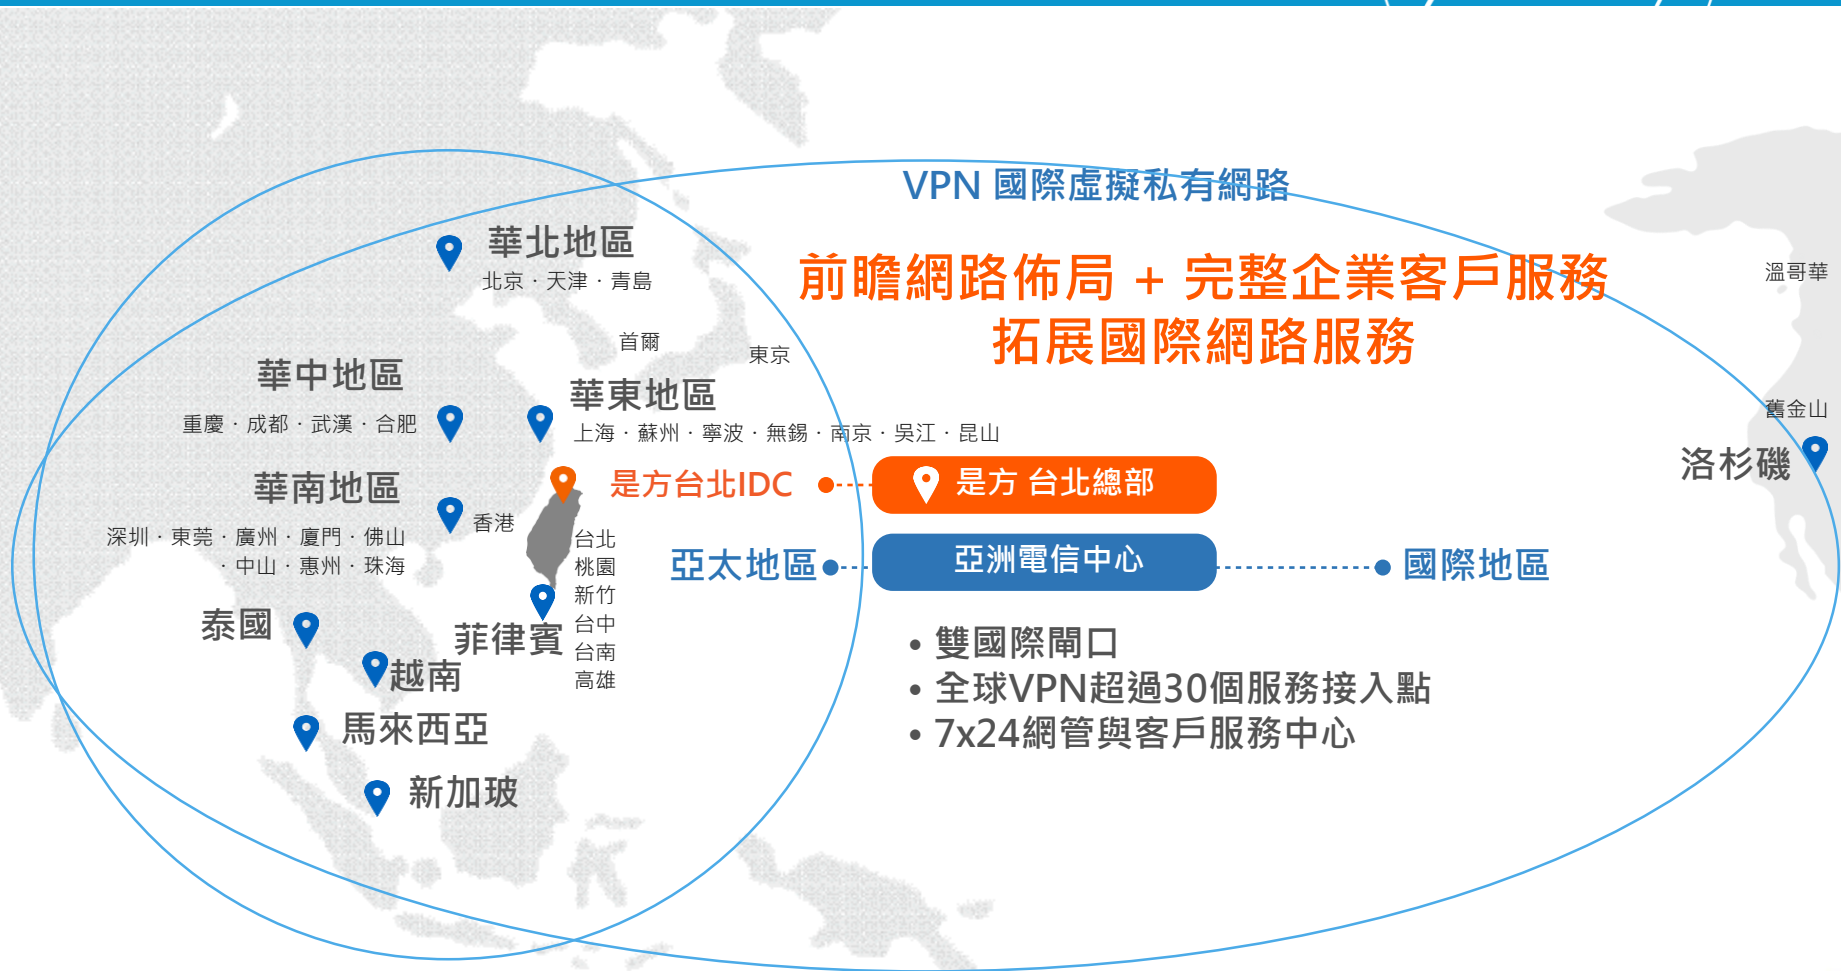 VPN 國際虛擬私有網路
前瞻網路佈局 + 完整企業客戶服務
拓展國際網路服務
華北地區
北京 · 天津 · 青島
首爾
東京
溫哥華
華中地區
重慶 · 成都 · 武漢 · 合肥
華東地區
上海 · 蘇州 · 寧波 · 無錫 · 南京 · 吳江 · 昆山
舊金山
洛杉磯
華南地區
深圳 · 東莞 · 廣州 · 廈門 · 佛山
· 中山 · 惠州 · 珠海
香港
是方台北IDC
是方 台北總部
台北
桃園
新竹
台中
台南
高雄
亞太地區
亞洲電信中心
國際地區
泰國
菲律賓
越南
馬來西亞
新加玻
• 雙國際閘口
• 全球VPN超過30個服務接入點
• 7x24網管與客戶服務中心